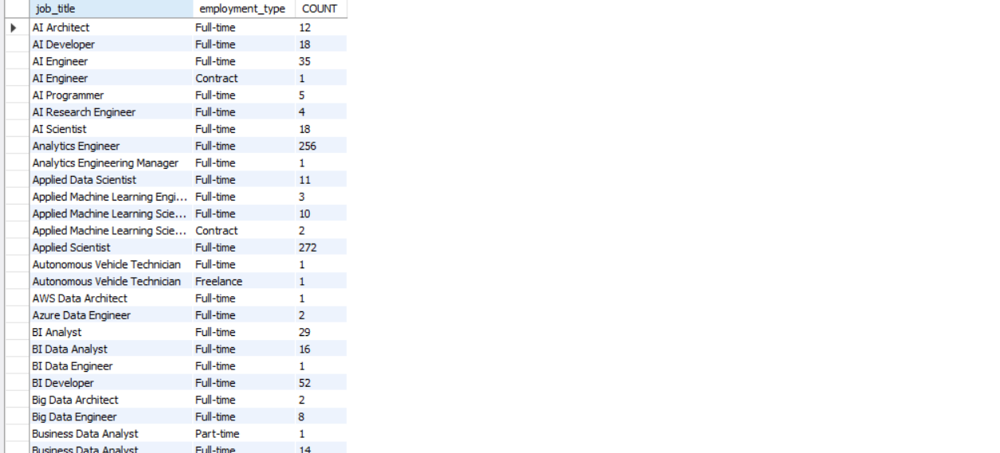 job_title employment_type COUNT
AI Architect Full-time 12
AI Developer Full-time 18
AI Engineer Full-time 35
AI Engineer Contract 1
AI Programmer Full-time 5
AI Research Engineer Full-time 4
AI Scientist Full-time 18
Analytics Engineer Full-time 256
Analytics Engineering Manager Full-time 1
Applied Data Scientist Full-time 11
Applied Machine Learning Engi... Full-time 3
Applied Machine Learning Scie... Full-time 10
Applied Machine Learning Scie... Contract 2
Applied Scientist Full-time 272
Autonomous Vehicle Technician Full-time 1
Autonomous Vehicle Technician Freelance 1
AWS Data Architect Full-time 1
Azure Data Engineer Full-time 2
BI Analyst Full-time 29
BI Data Analyst Full-time 16
BI Data Engineer Full-time 1
BI Developer Full-time 52
Big Data Architect Full-time 2
Big Data Engineer Full-time 8
Business Data Analyst Part-time 1
Business Data Analyst Full-time 14